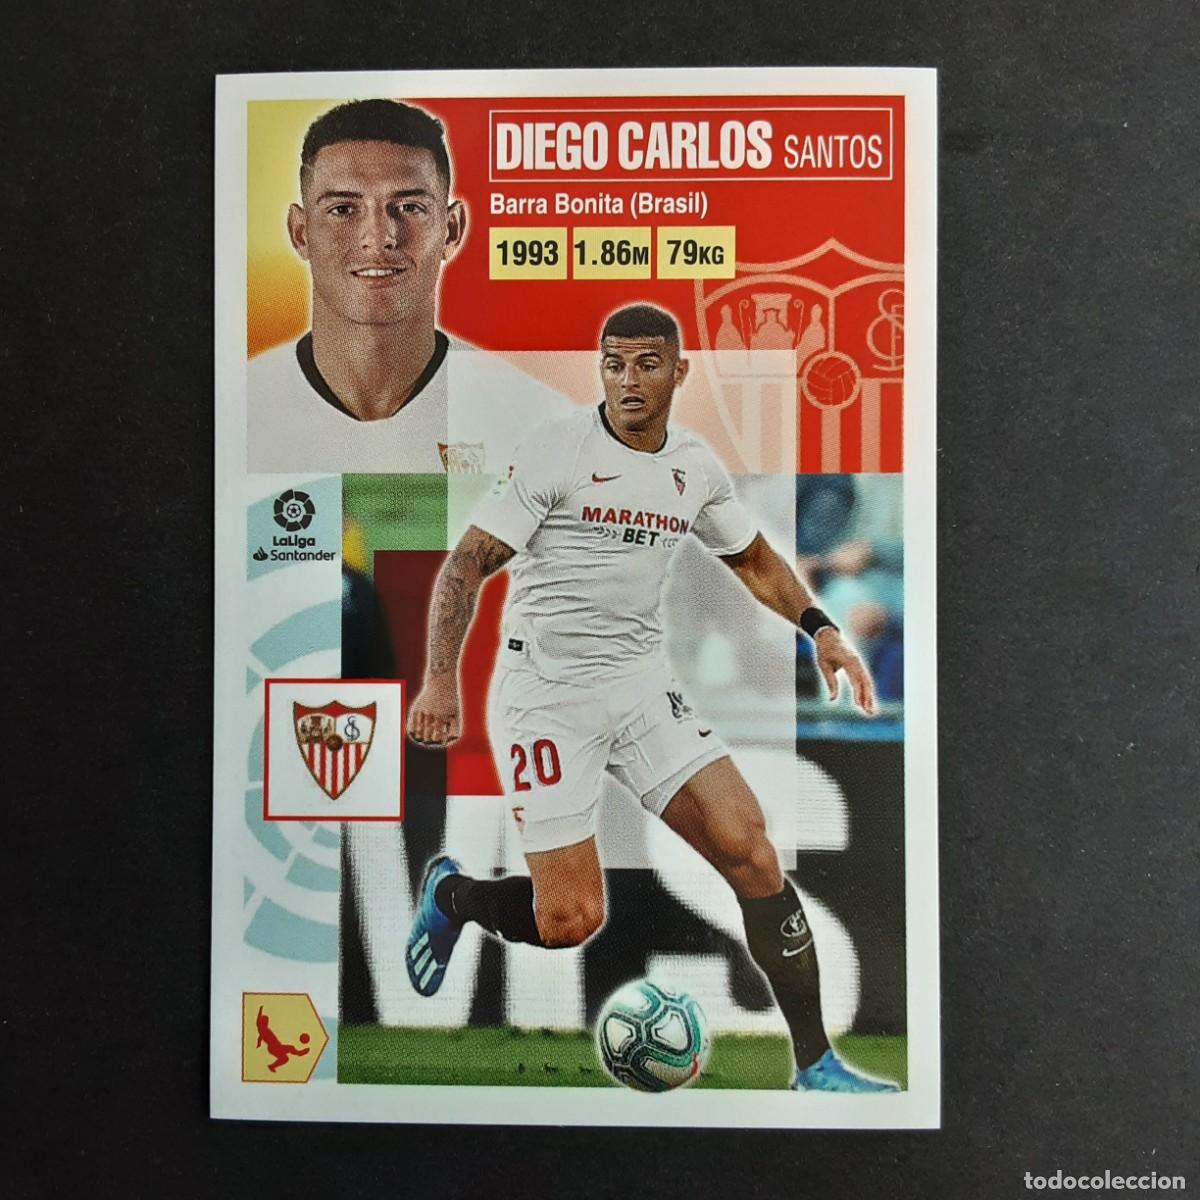 DIEGO CARLOS SANTOS
Barra Bonita (Brasil)
1993 1.86M 79KG
LaLiga
Santander
MARATHON
BET
20
todocoleccion